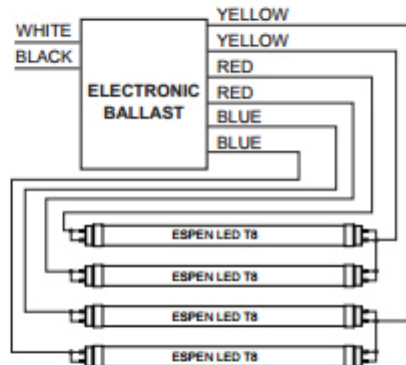 YELLOW
WHITE
YELLOW
BLACK
RED
ELECTRONIC
BALLAST
RED
BLUE
BLUE
ESPEN LED T8
ESPEN LED T8
ESPEN LED T8
ESPEN LED T8